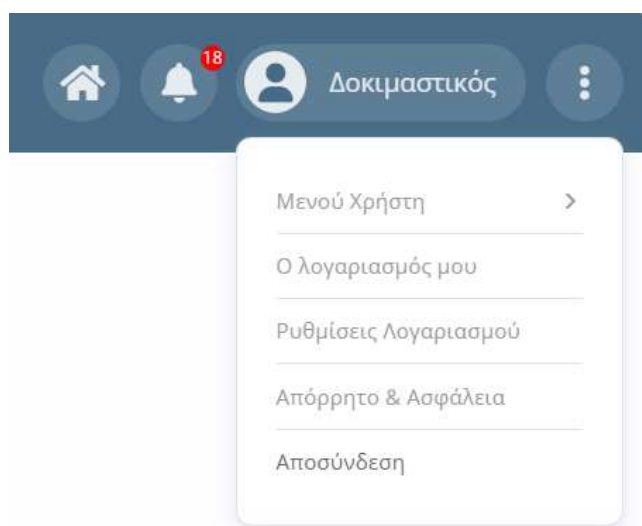 18
Δοκιμαστικός
Μενού Χρήστη
Ο λογαριασμός μου
Ρυθμίσεις Λογαριασμού
Απόρρητο & Ασφάλεια
Αποσύνδεση